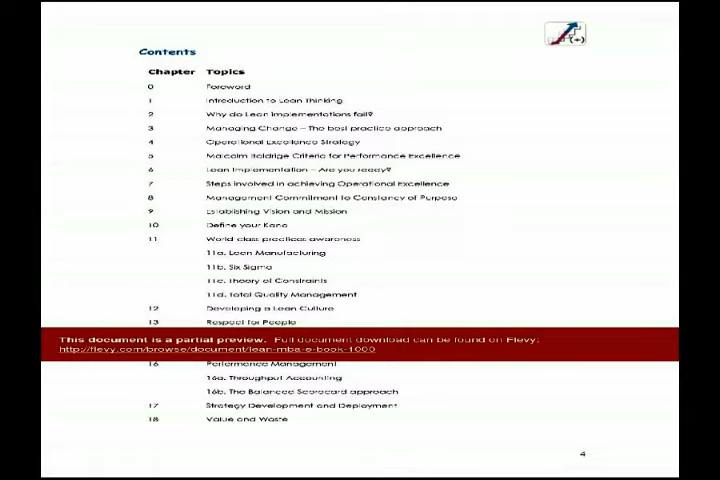 Contents
Chapter Topics
0 Foreword
1 Introduction to Lean Thinking
2 Why do Lean implementations fail?
3 Managing Change – The best practice approach
4 Operational Excellence Strategy
5 Malcolm Baldrige Criteria for Performance Excellence
6 Lean Implementation – Are you ready?
7 Steps involved in achieving Operational Excellence
8 Management Commitment to Constancy of Purpose
9 Establishing Vision and Mission
10 Define your Kano
11 World class practices awareness
11a. Lean Manufacturing
11b. Six Sigma
11c. Theory of Constraints
11d. Total Quality Management
12 Developing a Lean Culture
13 Respect for People
This document is a partial preview. Full document download can be found on Flevy:
http://flevy.com/browse/document/lean-mba-e-book-1000
16 Performance Management
16a. Throughput Accounting
16b. The Balanced Scorecard approach
17 Strategy Development and Deployment
18 Value and Waste
4